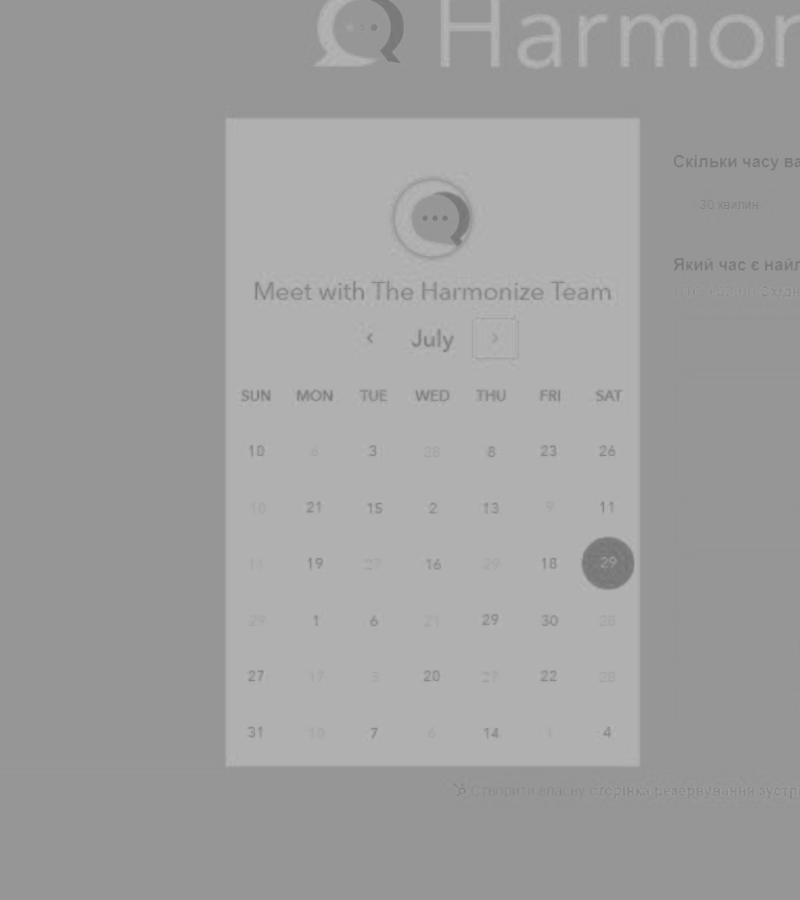 Harmon
Скільки часу ва
30 хвилин
Який час є найл
Meet with The Harmonize Team
July
SUN MON TUE WED THU FRI SAT
10 6 3 28 8 23 26
10 21 15 2 13 9 11
11 19 27 16 29 18 29
29 1 6 21 29 30 28
27 17 3 20 27 22 28
31 10 7 6 14 1 4
Створити власну сторінка резервування зустрі